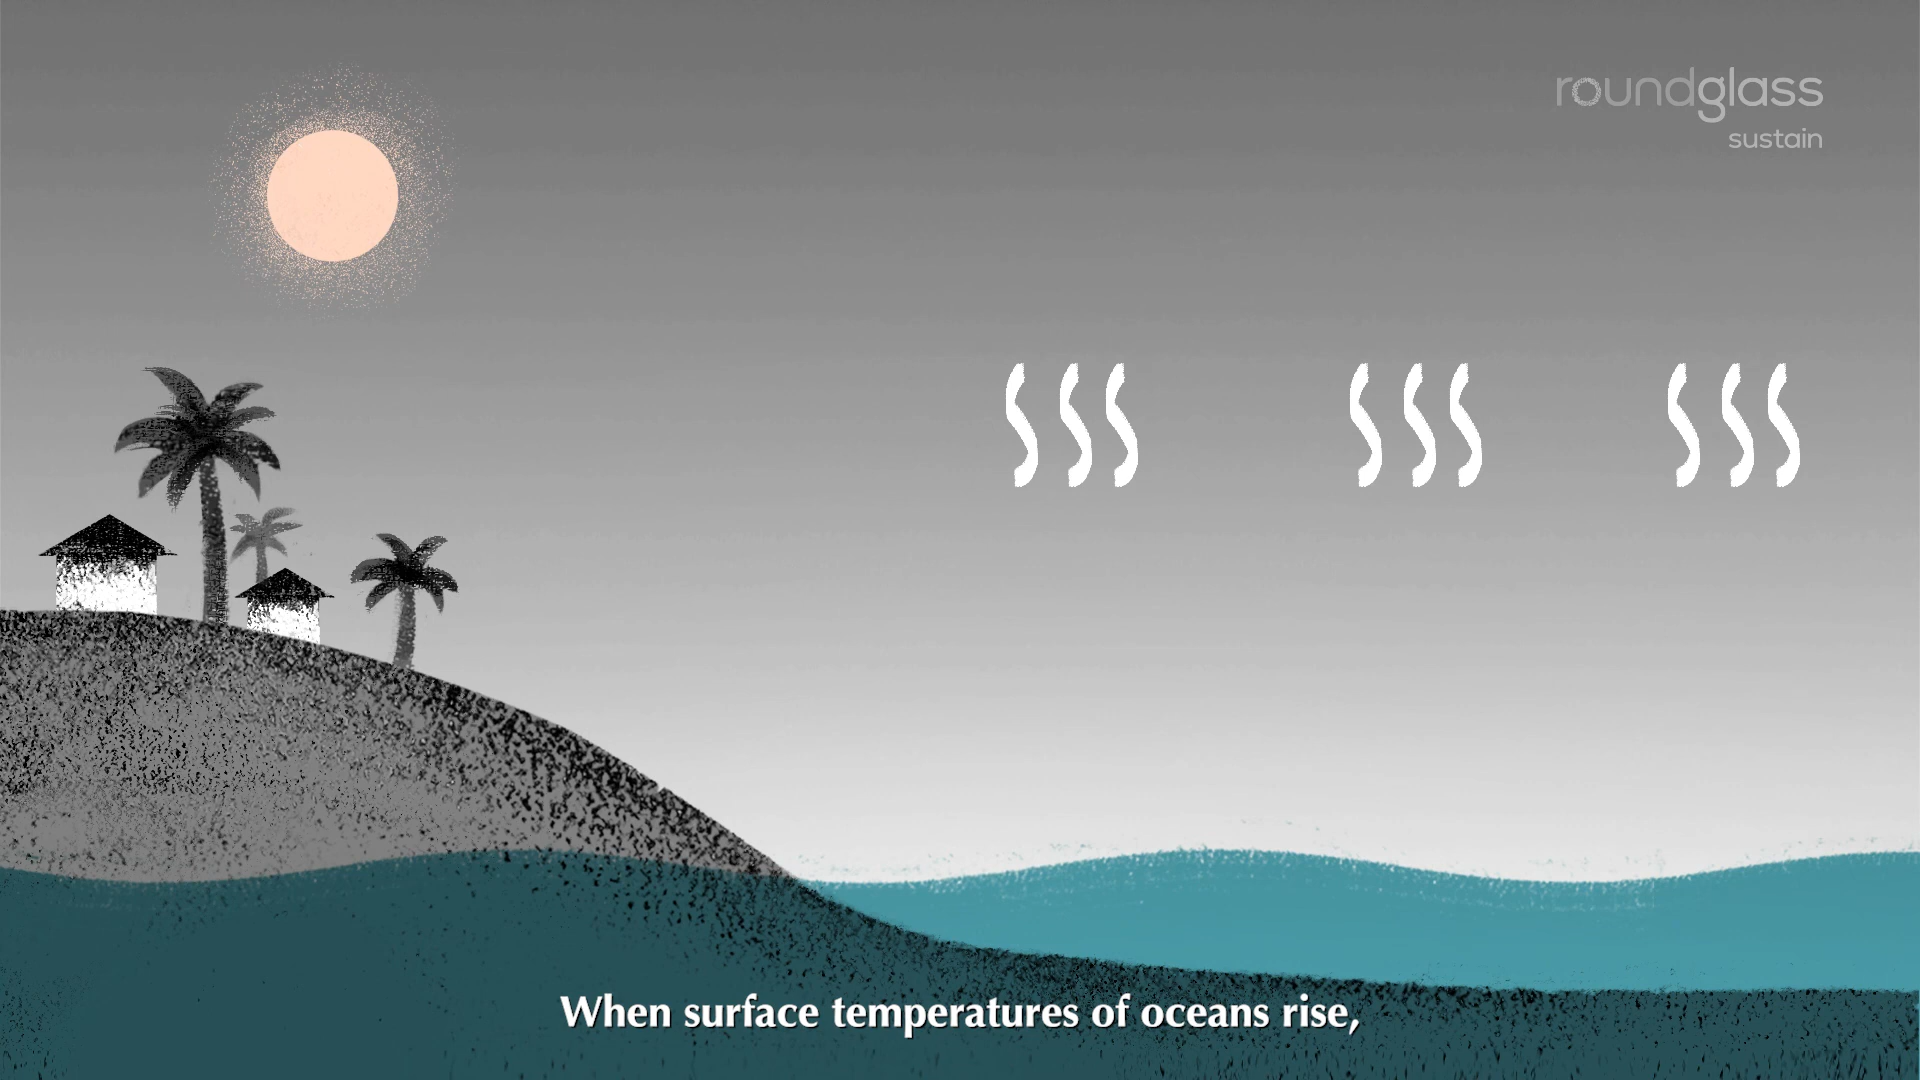 roundglass
sustain
When surface temperatures of oceans rise,